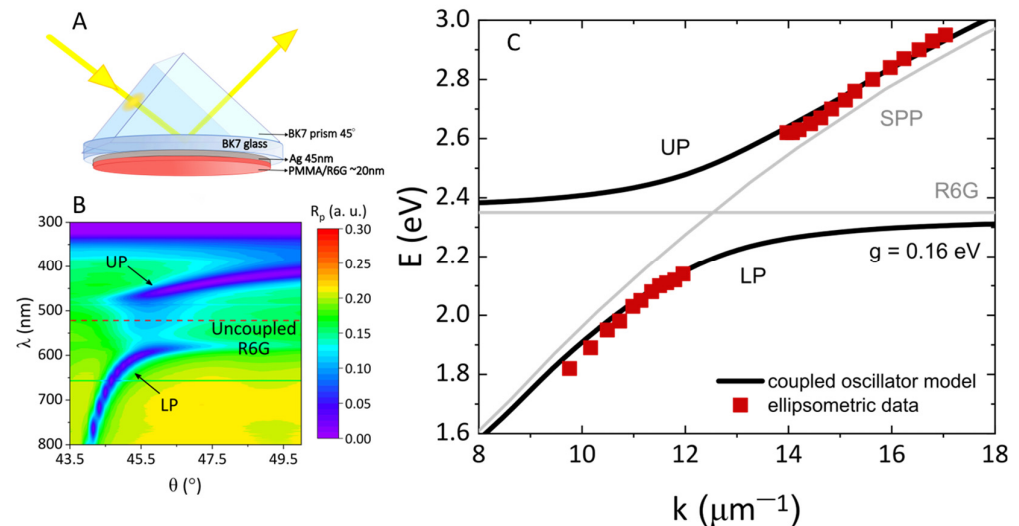 A
BK7 prism 45°
BK7 glass
Ag 45nm
PMMA/R6G ~20nm
B
Rₚ (a. u.)
300
400
500
600
700
800
λ (nm)
UP
Uncoupled
R6G
LP
43.5
45.5
47.5
49.5
θ (°)
0.30
0.25
0.20
0.15
0.10
0.05
0.00
C
3.0
2.8
2.6
2.4
2.2
2.0
1.8
1.6
E (eV)
UP
SPP
R6G
g = 0.16 eV
LP
coupled oscillator model
ellipsometric data
8
10
12
14
16
18
k (μm⁻¹)